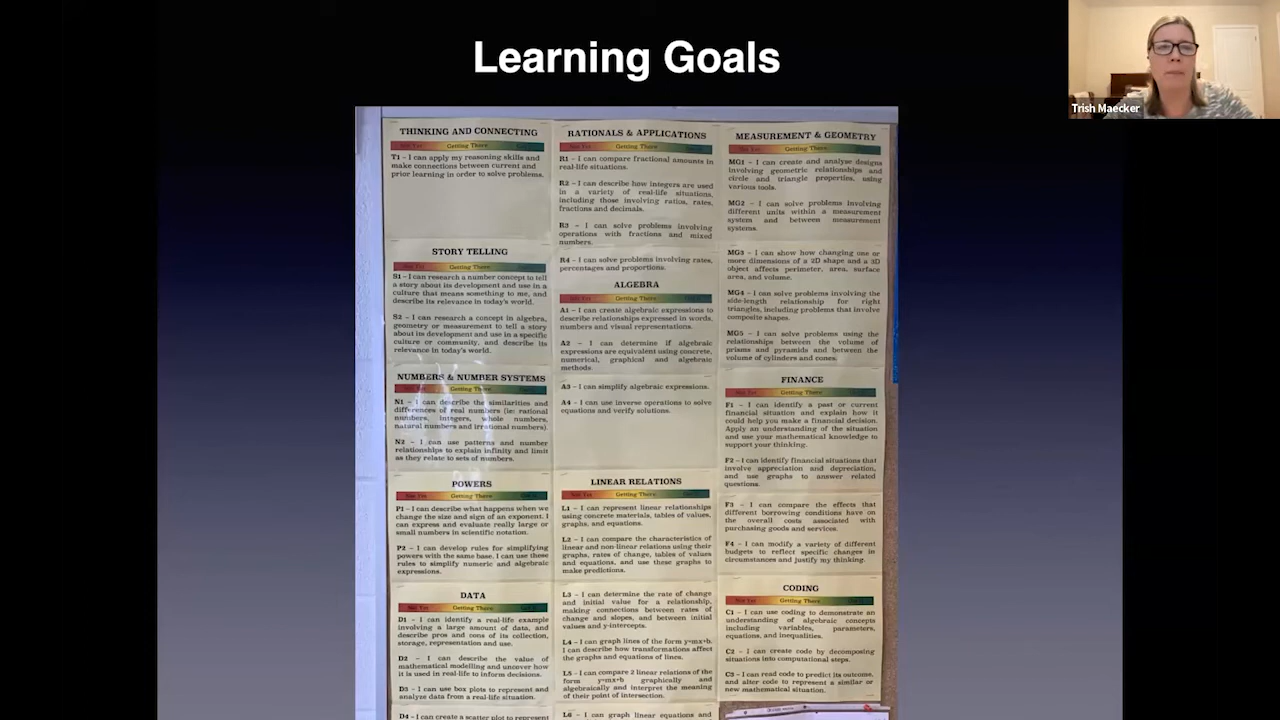 Learning Goals
Trish Maecker
THINKING AND CONNECTING
Not Yet Getting There
T1 – I can apply my reasoning skills and
make connections between current and
prior learning in order to solve problems.
STORY TELLING
Getting There
S1 – I can research a number concept to tell
a story about its development and use in a
culture that means something to me, and
describe its relevance in today's world.
S2 – I can research a concept in algebra,
geometry or measurement to tell a story
about its development and use in a specific
culture or community, and describe its
relevance in today's world.
NUMBERS & NUMBER SYSTEMS
Not Yet Getting There
N1 – I can describe the similarities and
differences of real numbers (ie: rational
numbers, integers, whole numbers,
natural numbers and irrational numbers).
N2 – I can use patterns and number
relationships to explain infinity and limit
as they relate to sets of numbers.
POWERS
Not Yet Getting There
P1 – I can describe what happens when we
change the size and sign of an exponent. I
can express and evaluate really large or
small numbers in scientific notation.
P2 – I can develop rules for simplifying
powers with the same base. I can use these
rules to simplify numeric and algebraic
expressions.
DATA
Not Yet Getting There
D1 – I can identify a real-life example
involving a large amount of data, and
describe pros and cons of its collection,
storage, representation and use.
D2 – I can describe the value of
mathematical modelling and uncover how
it is used in real-life to inform decisions.
D3 – I can use box plots to represent and
analyse data from a real-life situation.
D4 – I can create a scatter plot to represent
RATIONALS & APPLICATIONS
Not Yet Getting There
R1 – I can compare fractional amounts in
real-life situations.
R2 – I can describe how integers are used
in a variety of real-life situations,
including those involving ratios, rates,
fractions and decimals.
R3 – I can solve problems involving
operations with fractions and mixed
numbers.
R4 – I can solve problems involving rates,
percentages and proportions.
ALGEBRA
Not Yet Getting There
A1 – I can create algebraic expressions to
describe relationships expressed in words,
numbers and visual representations.
A2 – I can determine if algebraic
expressions are equivalent using concrete,
numerical, graphical and algebraic
methods.
A3 – I can simplify algebraic expressions.
A4 – I can use inverse operations to solve
equations and verify solutions.
LINEAR RELATIONS
Not Yet Getting There
L1 – I can represent linear relationships
using concrete materials, tables of values,
graphs, and equations.
L2 – I can compare the characteristics of
linear and non-linear relations using their
graphs, rates of change, tables of values
and equations, and use these graphs to
make predictions.
L3 – I can determine the rate of change
and initial value for a relationship,
making connections between rates of
change and slopes, and between initial
values and y-intercepts.
L4 – I can graph lines of the form y=mx+b.
I can describe how transformations affect
the graphs and equations of lines.
L5 – I can compare 2 linear relations of the
form y=mx+b graphically and
algebraically and interpret the meaning
of their point of intersection.
L6 – I can graph linear equations and
MEASUREMENT & GEOMETRY
Not Yet Getting There
MG1 – I can create and analyse designs
involving geometric relationships and
circle and triangle properties, using
various tools.
MG2 – I can solve problems involving
different units within a measurement
system and between measurement
systems.
MG3 – I can show how changing one or
more dimensions of a 2D shape and a 3D
object affects perimeter, area, surface
area, and volume.
MG4 – I can solve problems involving the
side-length relationship for right
triangles, including problems that involve
composite shapes.
MG5 – I can solve problems using the
relationships between the volume of
prisms and pyramids and between the
volume of cylinders and cones.
FINANCE
Not Yet Getting There
F1 – I can identify a past or current
financial situation and explain how it
could help you make a financial decision.
Apply an understanding of the situation
and use your mathematical knowledge to
support your thinking.
F2 – I can identify financial situations that
involve appreciation and depreciation,
and use graphs to answer related
questions.
F3 – I can compare the effects that
different borrowing conditions have on
the overall costs associated with
purchasing goods and services.
F4 – I can modify a variety of different
budgets to reflect specific changes in
circumstances and justify my thinking.
CODING
Not Yet Getting There
C1 – I can use coding to demonstrate an
understanding of algebraic concepts
including variables, parameters,
equations, and inequalities.
C2 – I can create code by decomposing
situations into computational steps.
C3 – I can read code to predict its outcome,
and alter code to represent a similar or
new mathematical situation.